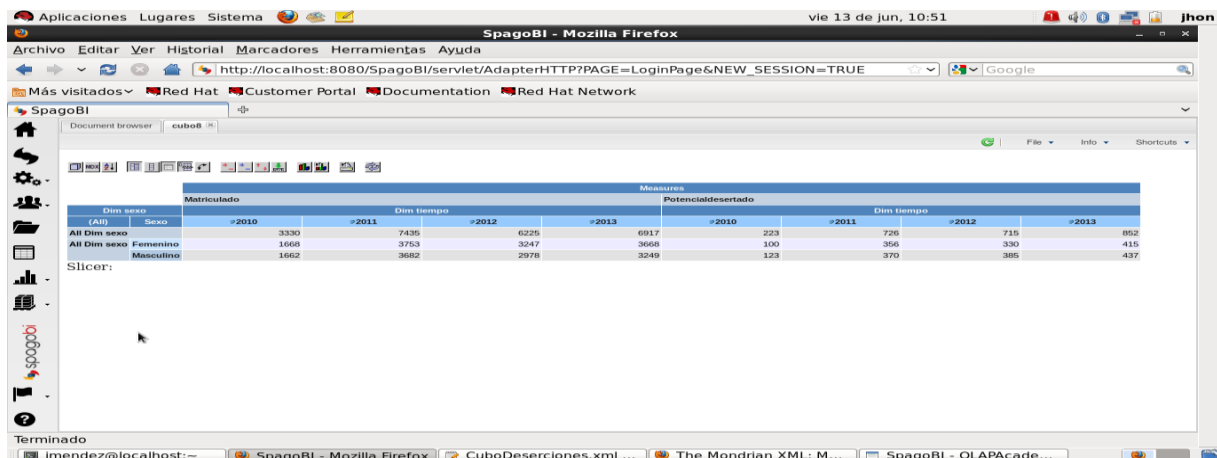 Aplicaciones Lugares Sistema vie 13 de jun, 10:51 1 jhon
SpagoBI - Mozilla Firefox
Archivo Editar Ver Historial Marcadores Herramientas Ayuda
http://localhost:8080/SpagoBI/servlet/AdapterHTTP?PAGE=LoginPage&NEW_SESSION=TRUE Google
Más visitados Red Hat Customer Portal Documentation Red Hat Network
SpagoBI
Document browser cubo8
File Info Shortcuts
MDX
Measures
Matriculado Potencialdesertado
Dim sexo Dim tiempo Dim tiempo
(All) Sexo 2010 2011 2012 2013 2010 2011 2012 2013
All Dim sexo 3330 7435 6225 6917 223 726 715 852
All Dim sexo Femenino 1668 3753 3247 3668 100 356 330 415
Masculino 1662 3682 2978 3249 123 370 385 437
Slicer:
spagobi
Terminado
jmendez@localhost:~ SpagoBI - Mozilla Firefox CuboDeserciones.xml ... The Mondrian XML: M... SpagoBI - OLAPAcade...